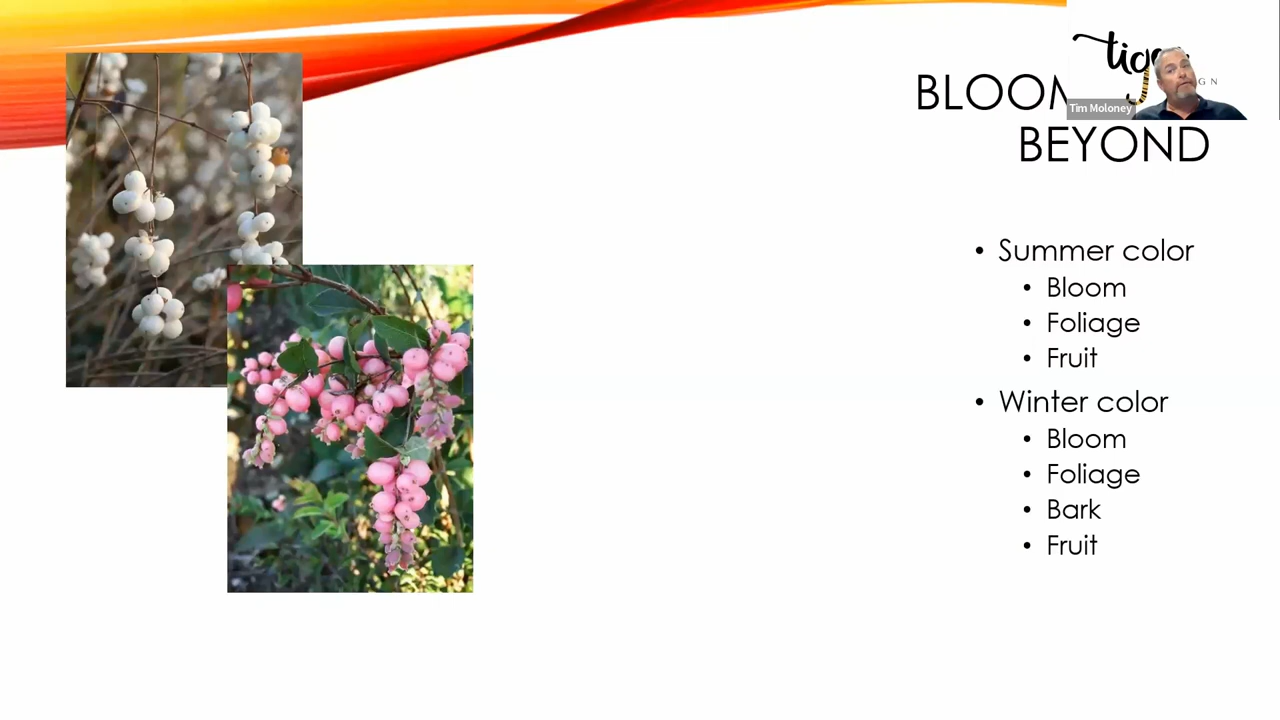 BLOOM
BEYOND
Tim Moloney
• Summer color
• Bloom
• Foliage
• Fruit
• Winter color
• Bloom
• Foliage
• Bark
• Fruit